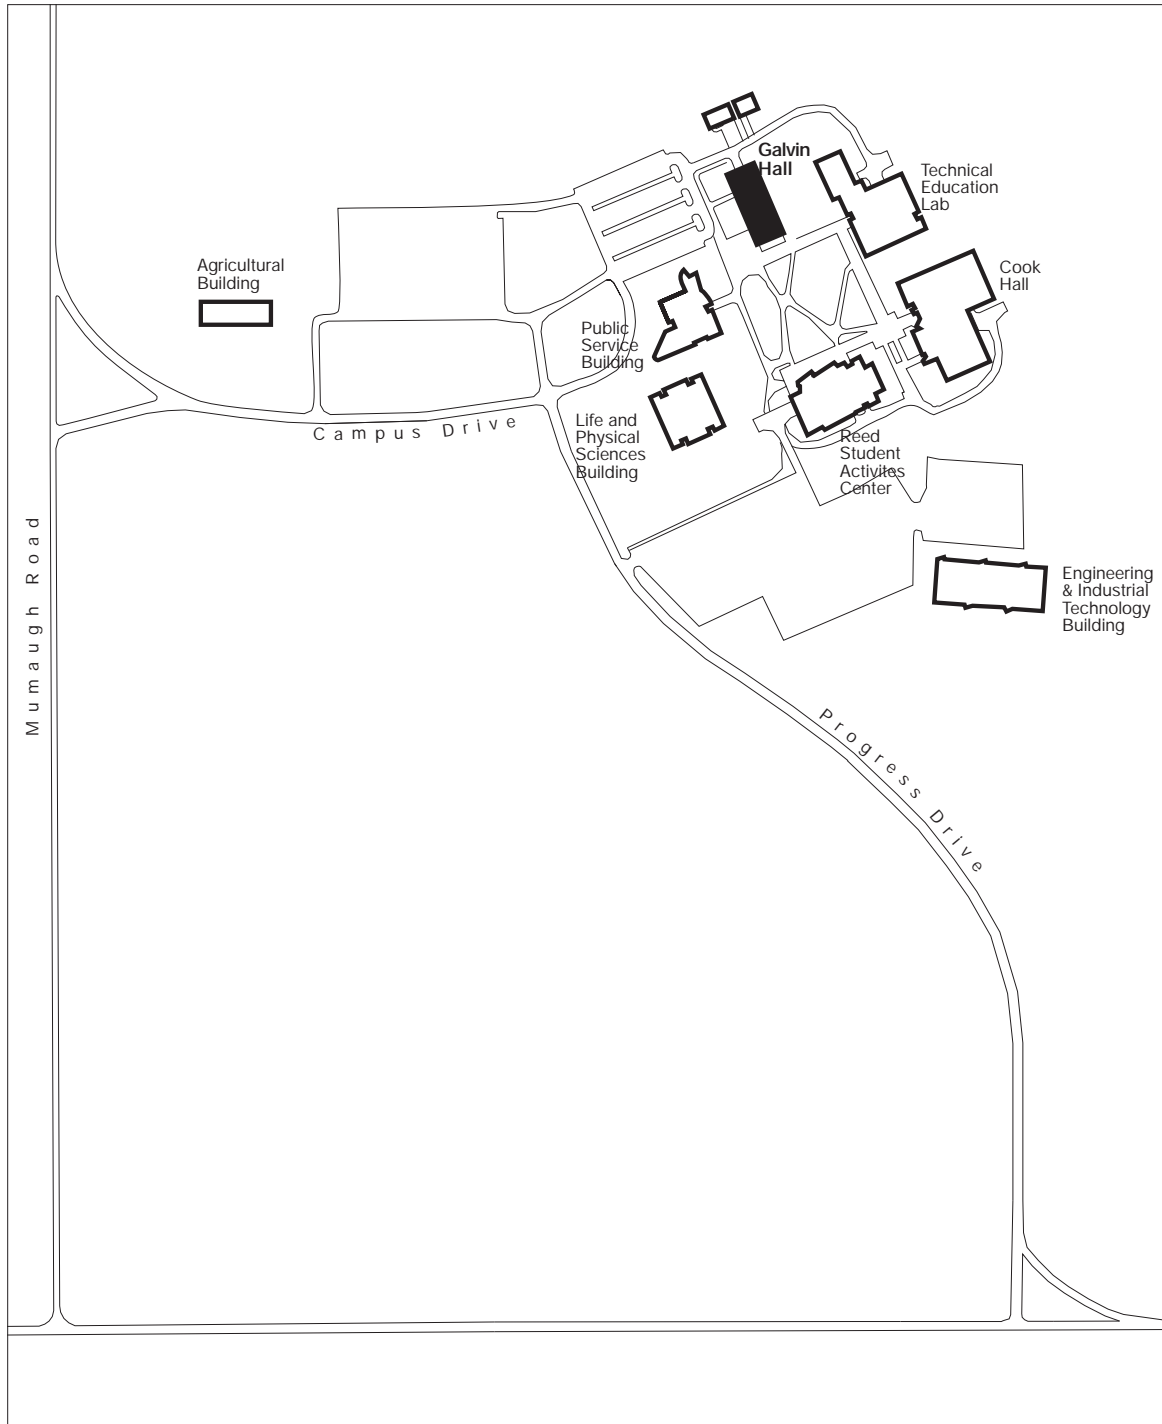 Galvin
Hall
Technical
Education
Lab
Agricultural
Building
Cook
Hall
Public
Service
Building
Life and
Physical
Sciences
Building
Campus Drive
Reed
Student
Activites
Center
Mumaugh Road
Engineering
& Industrial
Technology
Building
Progress Drive